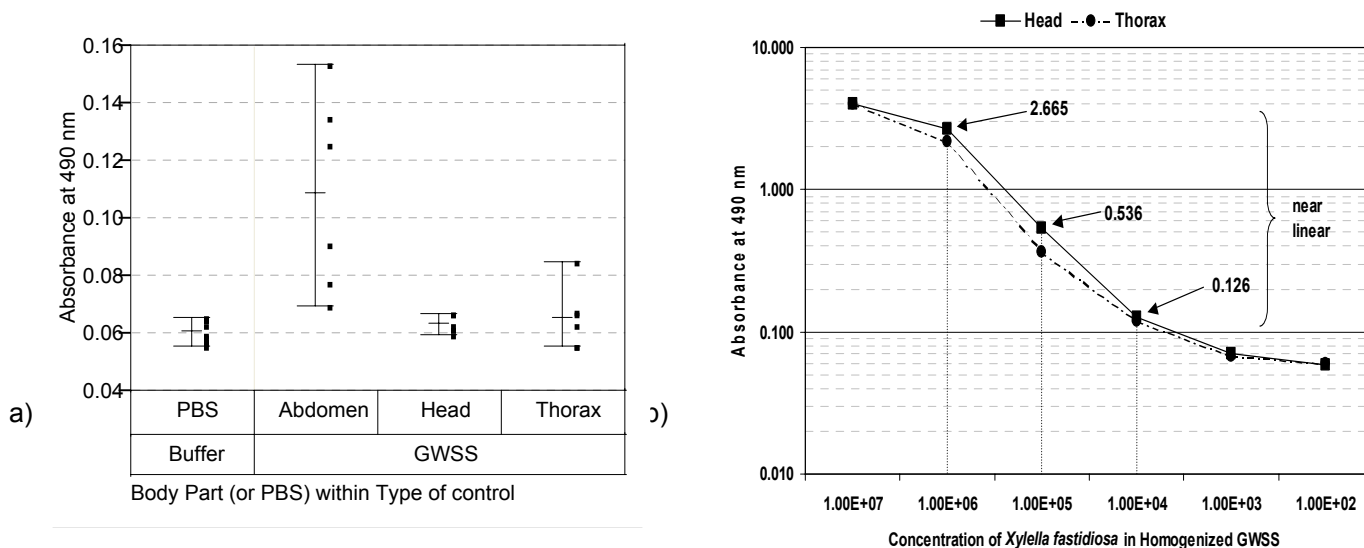 a)
Absorbance at 490 nm
0.16
0.14
0.12
0.10
0.08
0.06
0.04
PBS Abdomen Head Thorax
Buffer GWSS
Body Part (or PBS) within Type of control
b)
Head Thorax
Absorbance at 490 nm
10.000
1.000
0.100
0.010
2.665
0.536
0.126
near
linear
1.00E+07 1.00E+06 1.00E+05 1.00E+04 1.00E+03 1.00E+02
Concentration of Xylella fastidiosa in Homogenized GWSS